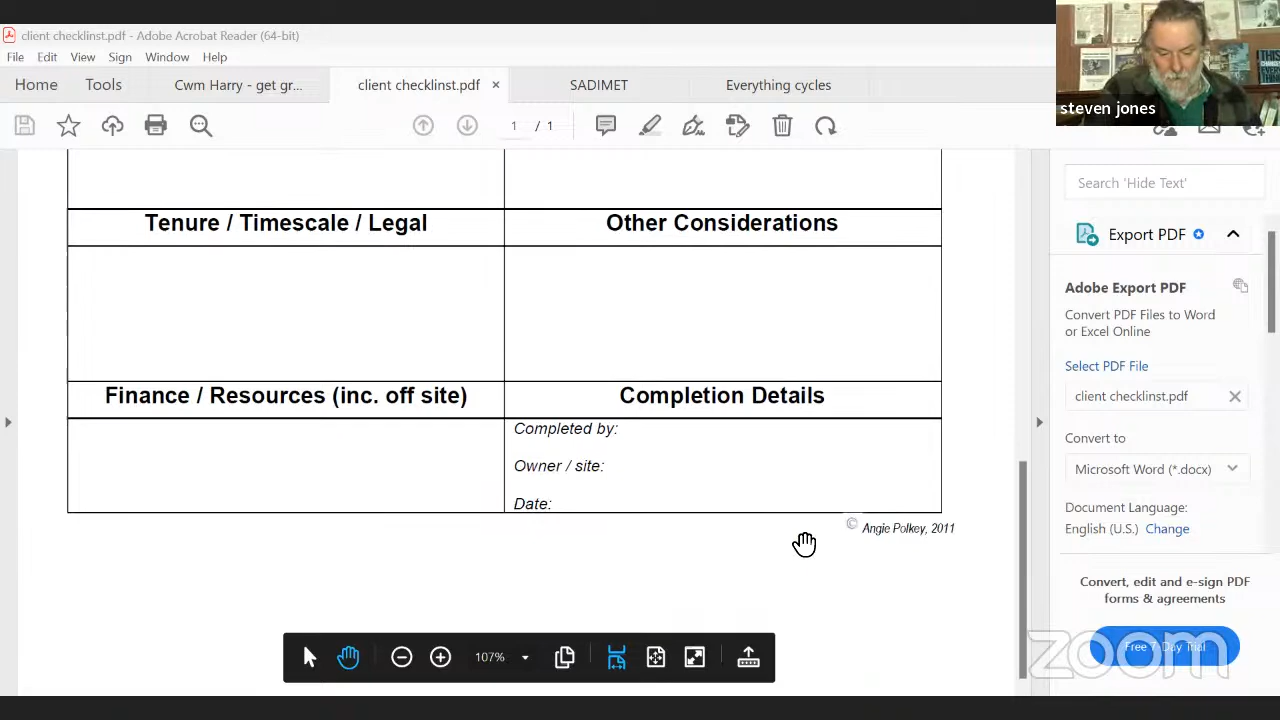 client checklinst.pdf - Adobe Acrobat Reader (64-bit)
File Edit View Sign Window Help
Home Tools Cwm Harry - get gr... client checklinst.pdf × SADIMET Everything cycles
steven jones
1 / 1
Search 'Hide Text'
Tenure / Timescale / Legal Other Considerations
Export PDF
Adobe Export PDF
Convert PDF Files to Word
or Excel Online
Select PDF File
client checklinst.pdf
Finance / Resources (inc. off site) Completion Details
Completed by:
Owner / site:
Date:
© Angie Polkey, 2011
Convert to
Microsoft Word (*.docx)
Document Language:
English (U.S.) Change
Convert, edit and e-sign PDF
forms & agreements
Free 7-Day Trial
107%
zoom